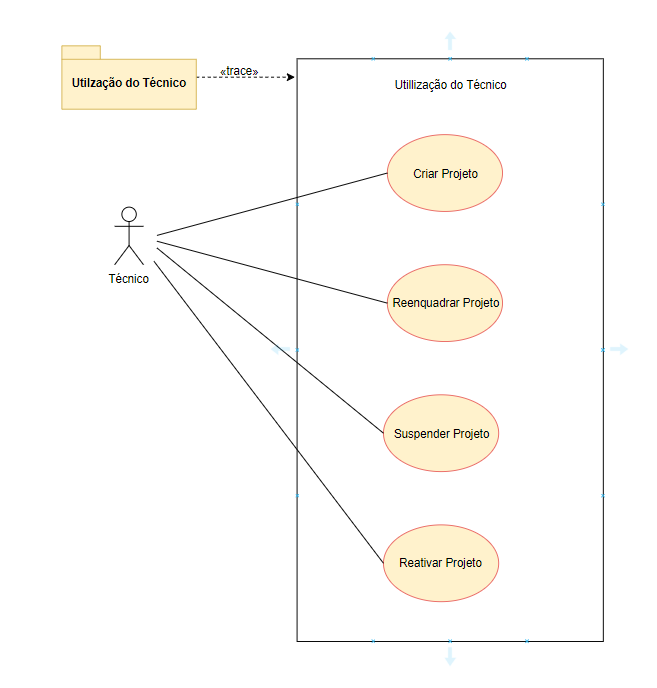 Utilzação do Técnico
«trace»
Utillização do Técnico
Criar Projeto
Técnico
Reenquadrar Projeto
Suspender Projeto
Reativar Projeto